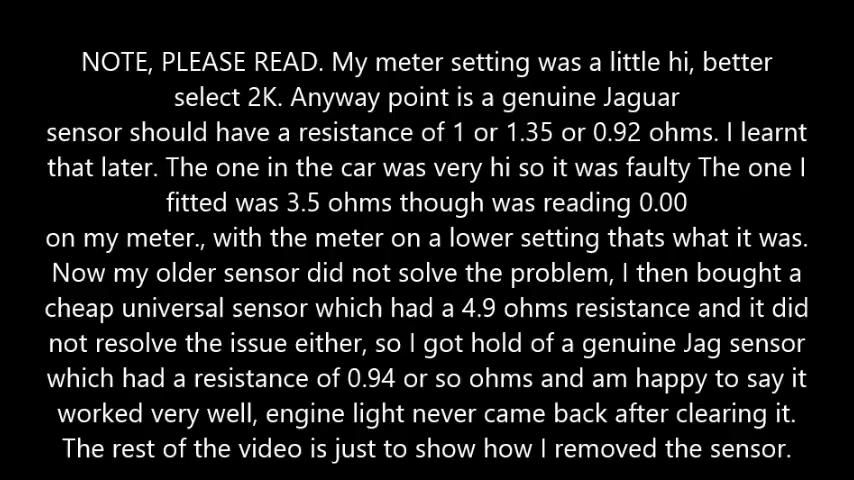 NOTE, PLEASE READ. My meter setting was a little hi, better
select 2K. Anyway point is a genuine Jaguar
sensor should have a resistance of 1 or 1.35 or 0.92 ohms. I learnt
that later. The one in the car was very hi so it was faulty The one I
fitted was 3.5 ohms though was reading 0.00
on my meter., with the meter on a lower setting thats what it was.
Now my older sensor did not solve the problem, I then bought a
cheap universal sensor which had a 4.9 ohms resistance and it did
not resolve the issue either, so I got hold of a genuine Jag sensor
which had a resistance of 0.94 or so ohms and am happy to say it
worked very well, engine light never came back after clearing it.
The rest of the video is just to show how I removed the sensor.